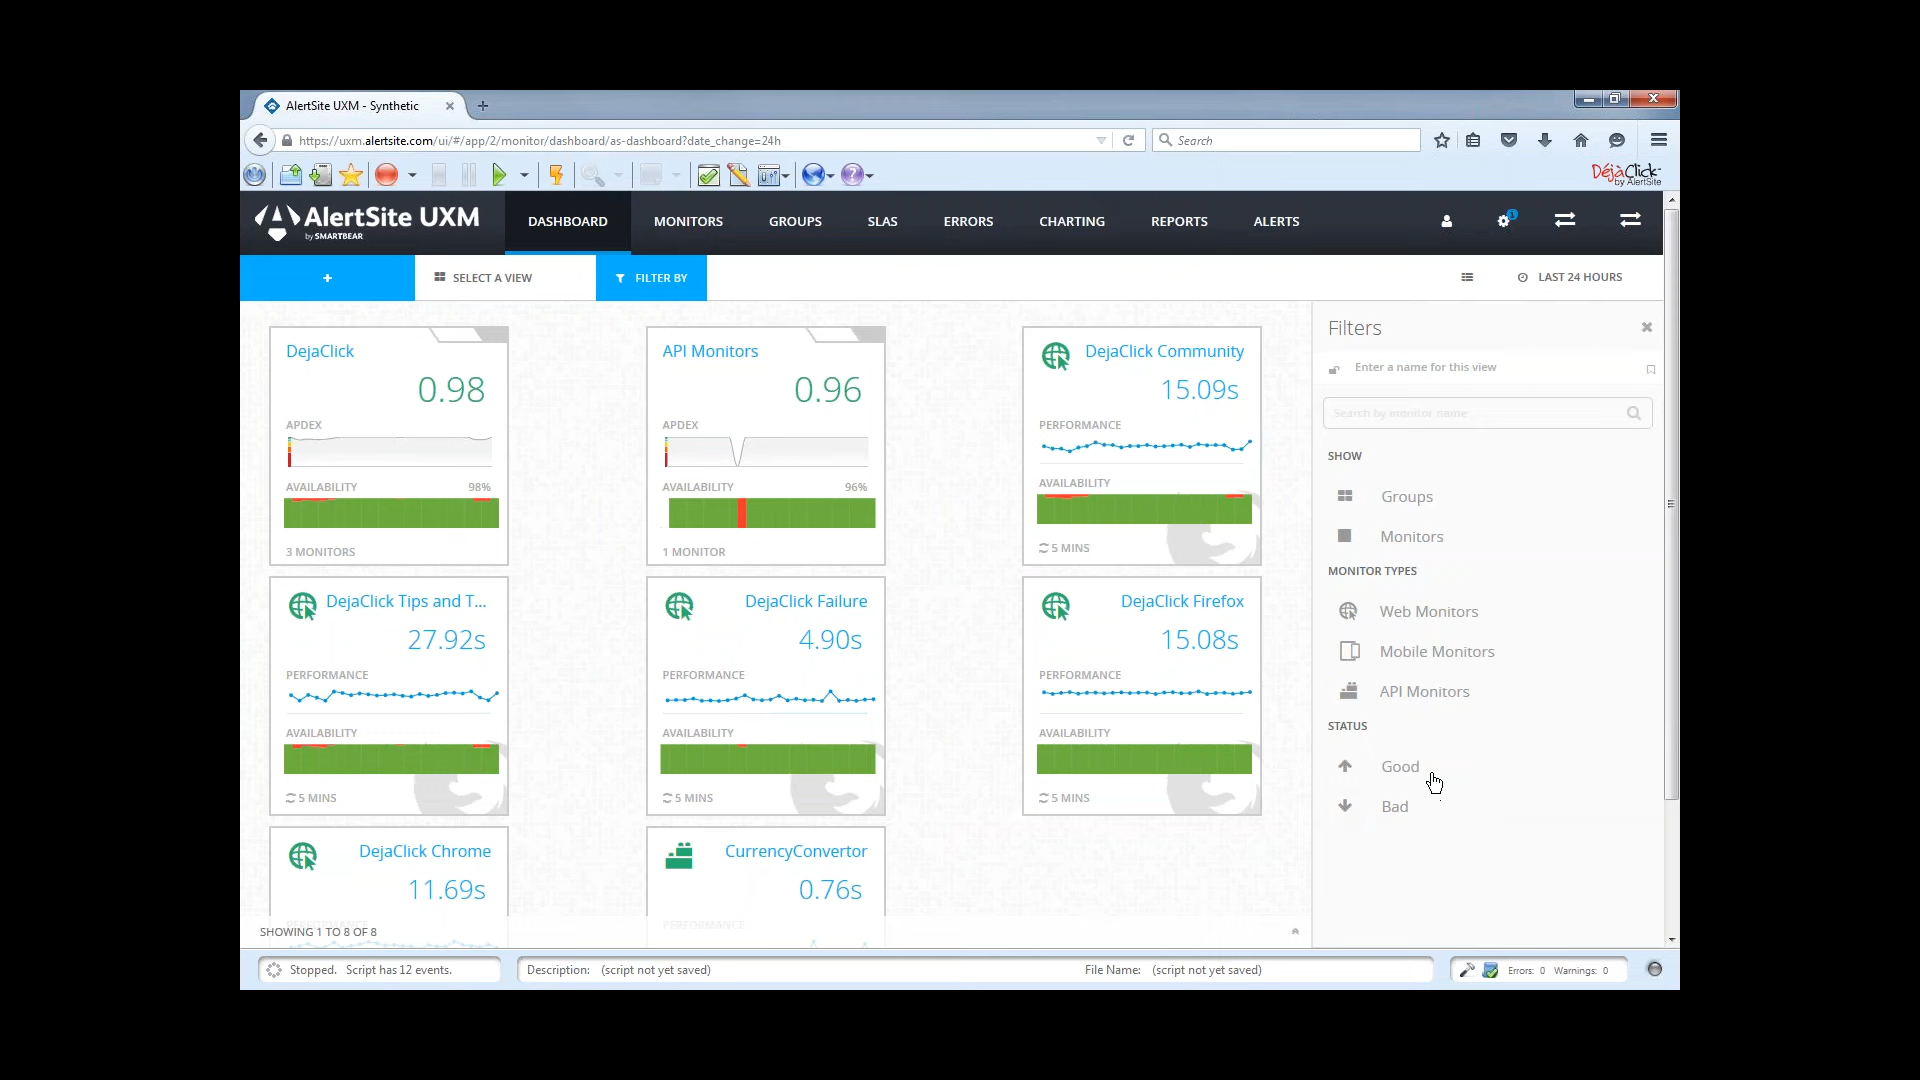 AlertSite UXM - Synthetic
https://uxm.alertsite.com/ui/#/app/2/monitor/dashboard/as-dashboard?date_change=24h
Search
DéjàClick
by AlertSite
AlertSite UXM
by SMARTBEAR
DASHBOARD
MONITORS
GROUPS
SLAS
ERRORS
CHARTING
REPORTS
ALERTS
1
+
SELECT A VIEW
FILTER BY
LAST 24 HOURS
DejaClick
0.98
APDEX
AVAILABILITY 98%
3 MONITORS
API Monitors
0.96
APDEX
AVAILABILITY 96%
1 MONITOR
DejaClick Community
15.09s
PERFORMANCE
AVAILABILITY
5 MINS
DejaClick Tips and T...
27.92s
PERFORMANCE
AVAILABILITY
5 MINS
DejaClick Failure
4.90s
PERFORMANCE
AVAILABILITY
5 MINS
DejaClick Firefox
15.08s
PERFORMANCE
AVAILABILITY
5 MINS
DejaClick Chrome
11.69s
PERFORMANCE
CurrencyConvertor
0.76s
PERFORMANCE
SHOWING 1 TO 8 OF 8
Filters
Enter a name for this view
Search by monitor name
SHOW
Groups
Monitors
MONITOR TYPES
Web Monitors
Mobile Monitors
API Monitors
STATUS
Good
Bad
Stopped. Script has 12 events.
Description: (script not yet saved)
File Name: (script not yet saved)
Errors: 0 Warnings: 0